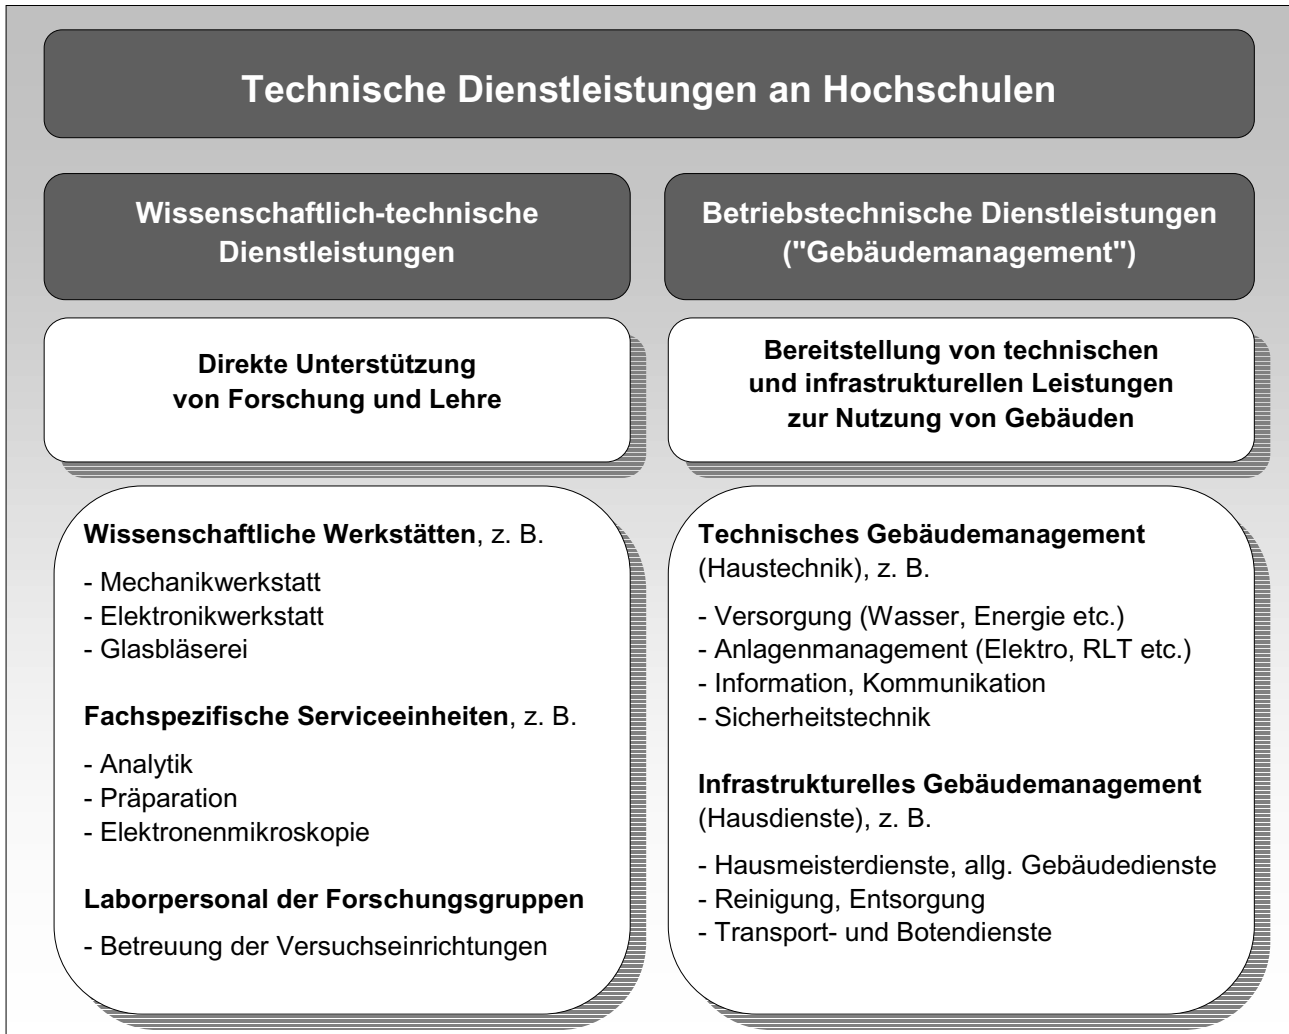 Technische Dienstleistungen an Hochschulen
Wissenschaftlich-technische
Dienstleistungen
Direkte Unterstützung
von Forschung und Lehre
Wissenschaftliche Werkstätten, z. B.
- Mechanikwerkstatt
- Elektronikwerkstatt
- Glasbläserei
Fachspezifische Serviceeinheiten, z. B.
- Analytik
- Präparation
- Elektronenmikroskopie
Laborpersonal der Forschungsgruppen
- Betreuung der Versuchseinrichtungen
Betriebstechnische Dienstleistungen
("Gebäudemanagement")
Bereitstellung von technischen
und infrastrukturellen Leistungen
zur Nutzung von Gebäuden
Technisches Gebäudemanagement
(Haustechnik), z. B.
- Versorgung (Wasser, Energie etc.)
- Anlagenmanagement (Elektro, RLT etc.)
- Information, Kommunikation
- Sicherheitstechnik
Infrastrukturelles Gebäudemanagement
(Hausdienste), z. B.
- Hausmeisterdienste, allg. Gebäudedienste
- Reinigung, Entsorgung
- Transport- und Botendienste